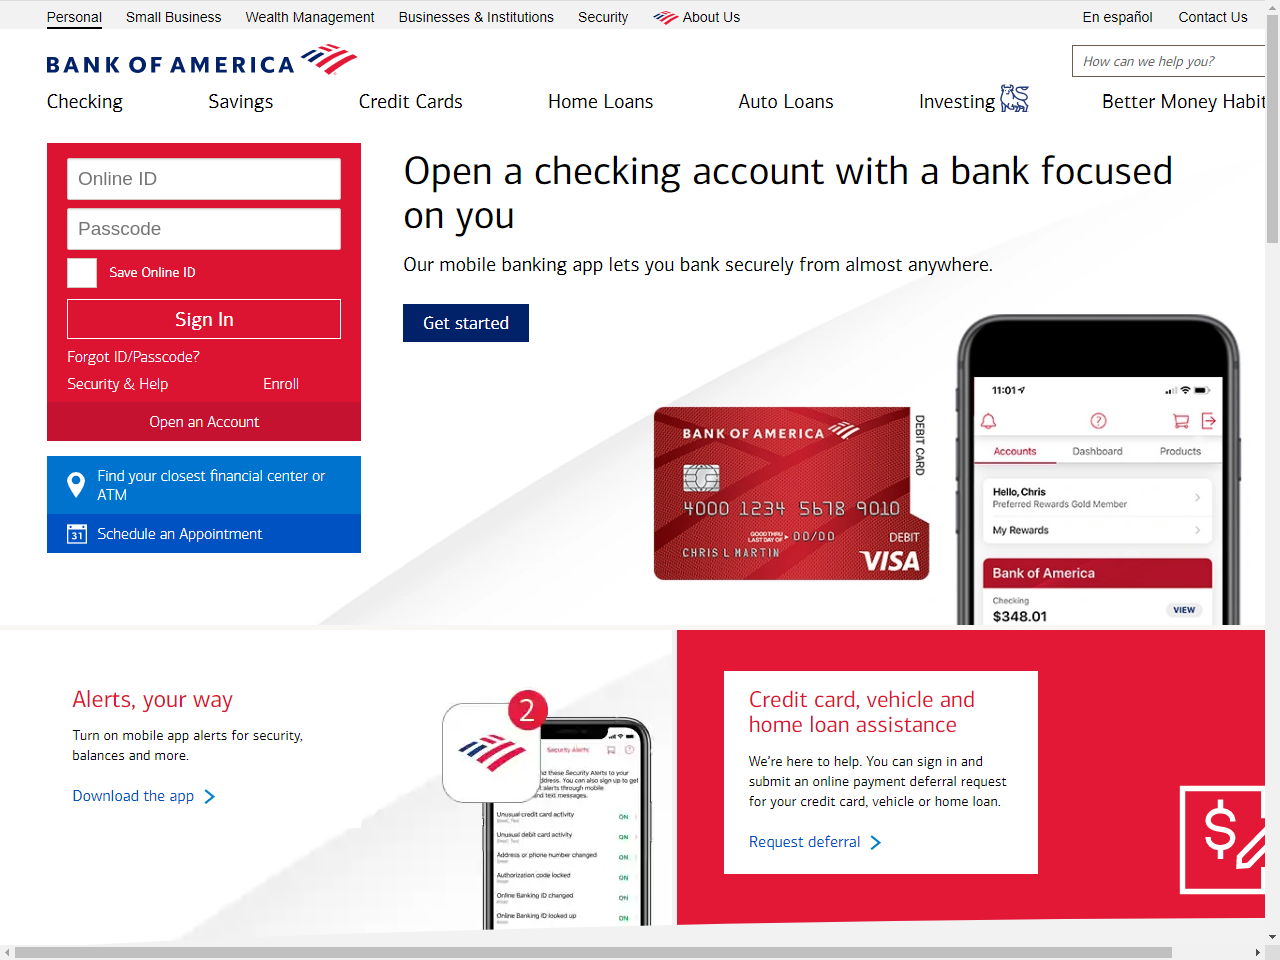 Personal Small Business Wealth Management Businesses & Institutions Security About Us En español Contact Us
BANK OF AMERICA
How can we help you?
Checking Savings Credit Cards Home Loans Auto Loans Investing Better Money Habit
Online ID
Passcode
Save Online ID
Sign In
Forgot ID/Passcode?
Security & Help Enroll
Open an Account
Find your closest financial center or
ATM
31 Schedule an Appointment
Open a checking account with a bank focused
on you
Our mobile banking app lets you bank securely from almost anywhere.
Get started
BANK OF AMERICA
DEBIT CARD
4000 1234 5678 9010
GOOD THRU
LAST DAY OF 00/00
CHRIS L MARTIN
DEBIT
VISA
11:01
Accounts Dashboard Products
Hello, Chris
Preferred Rewards Gold Member
My Rewards
Bank of America
Checking
$348.01
VIEW
Alerts, your way
Turn on mobile app alerts for security,
balances and more.
Download the app
2
Security Alerts
d these Security Alerts to your
ddress. You can also sign up to get
alerts through mobile
nd text messages.
Unusual credit card activity ON
Unusual debit card activity ON
Address or phone number changed ON
Authorization code locked ON
Online Banking ID changed ON
Online Banking ID locked up ON
Credit card, vehicle and
home loan assistance
We're here to help. You can sign in and
submit an online payment deferral request
for your credit card, vehicle or home loan.
Request deferral
$